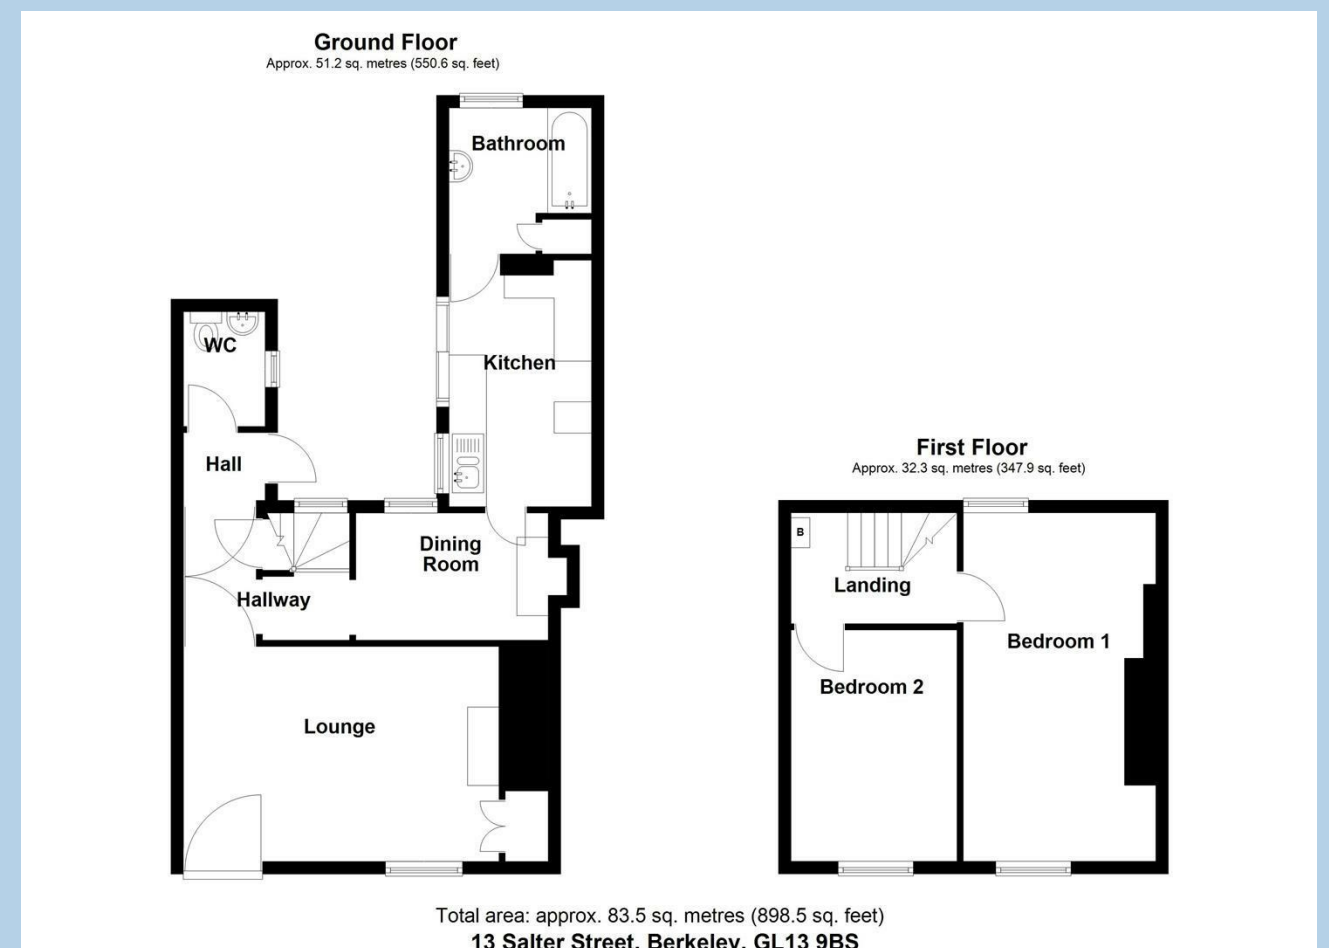 Ground Floor
Approx. 51.2 sq. metres (550.6 sq. feet)
Bathroom
Kitchen
WC
Hall
Dining
Room
Hallway
Lounge
First Floor
Approx. 32.3 sq. metres (347.9 sq. feet)
B
Landing
Bedroom 1
Bedroom 2
Total area: approx. 83.5 sq. metres (898.5 sq. feet)
13 Salter Street, Berkeley, GL13 9BS